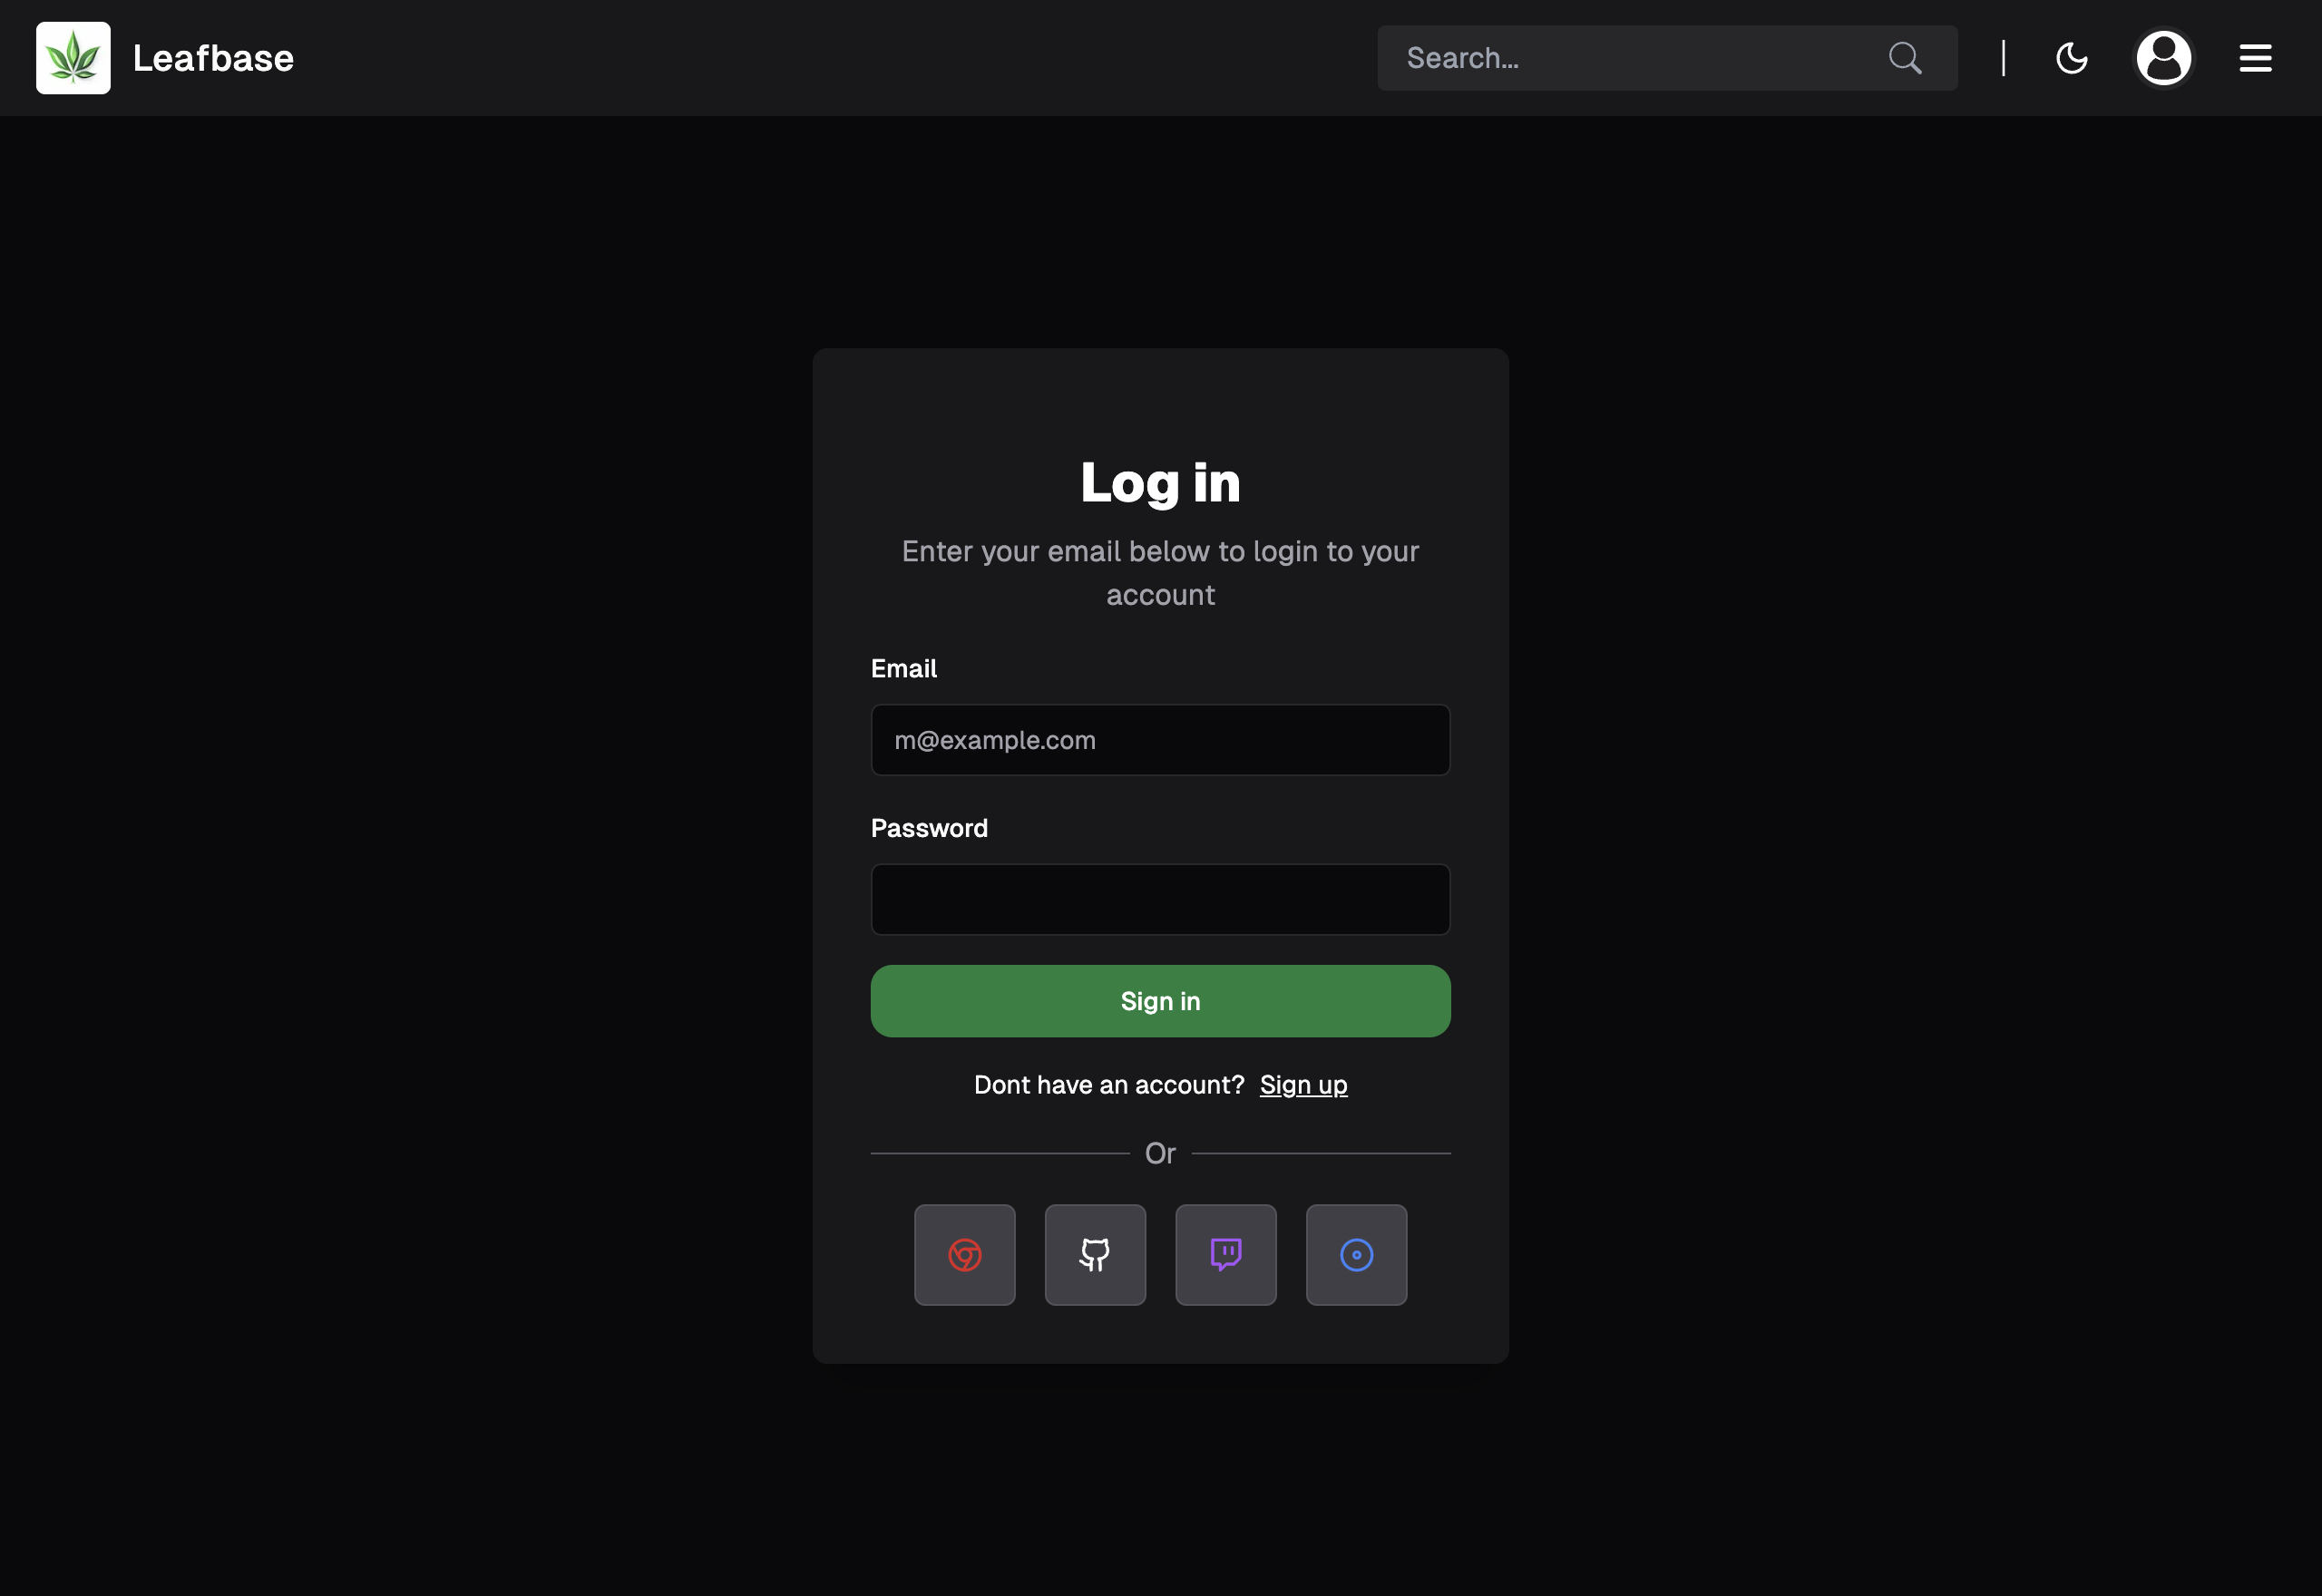 Leafbase
Search...
Log in
Enter your email below to login to your
account
Email
m@example.com
Password
Sign in
Dont have an account? Sign up
Or